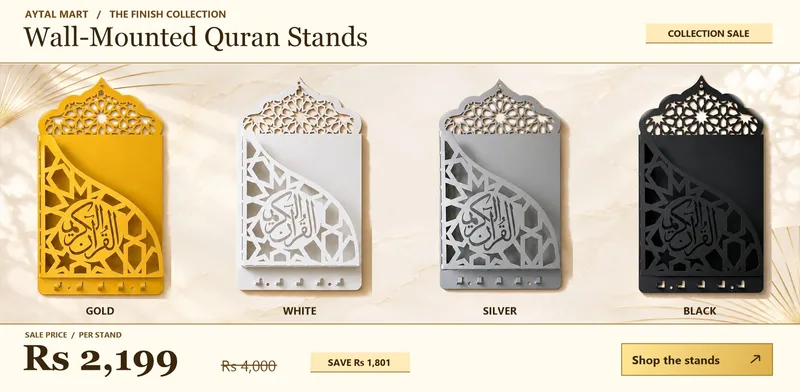 AYTAL MART / THE FINISH COLLECTION
Wall-Mounted Quran Stands
COLLECTION SALE
القرآن الكريم
القرآن الكريم
القرآن الكريم
القرآن الكريم
GOLD
WHITE
SILVER
BLACK
SALE PRICE / PER STAND
Rs 2,199
Rs 4,000
SAVE Rs 1,801
Shop the stands